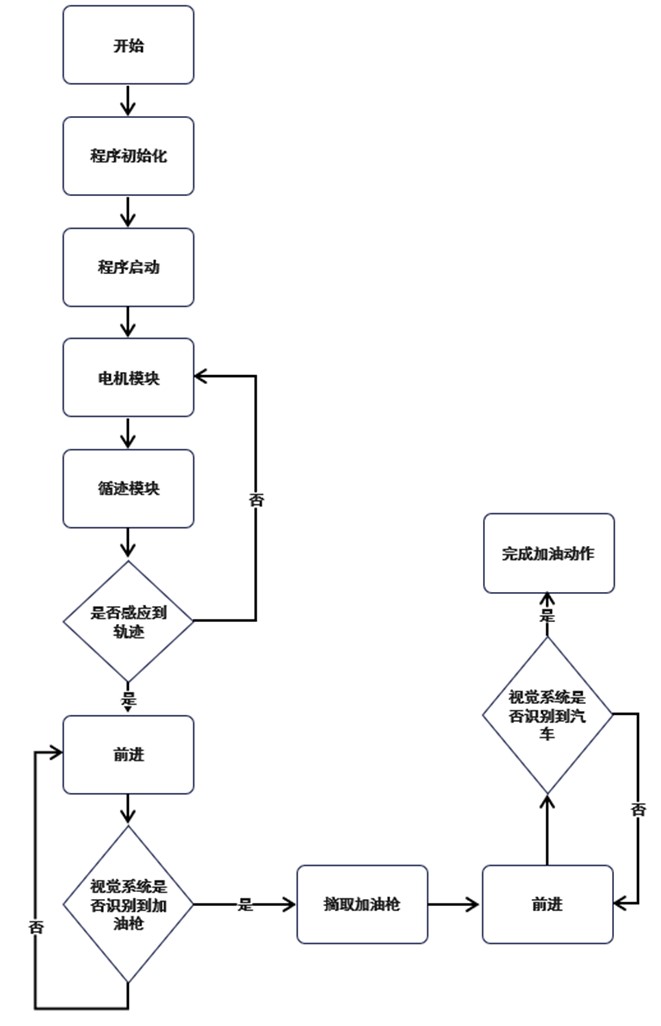 开始
程序初始化
程序启动
电机模块
循迹模块
否
是否感应到
轨迹
是
前进
视觉系统是
否识别到加
油枪
否
是
摘取加油枪
前进
视觉系统是
否识别到汽
车
否
是
完成加油动作